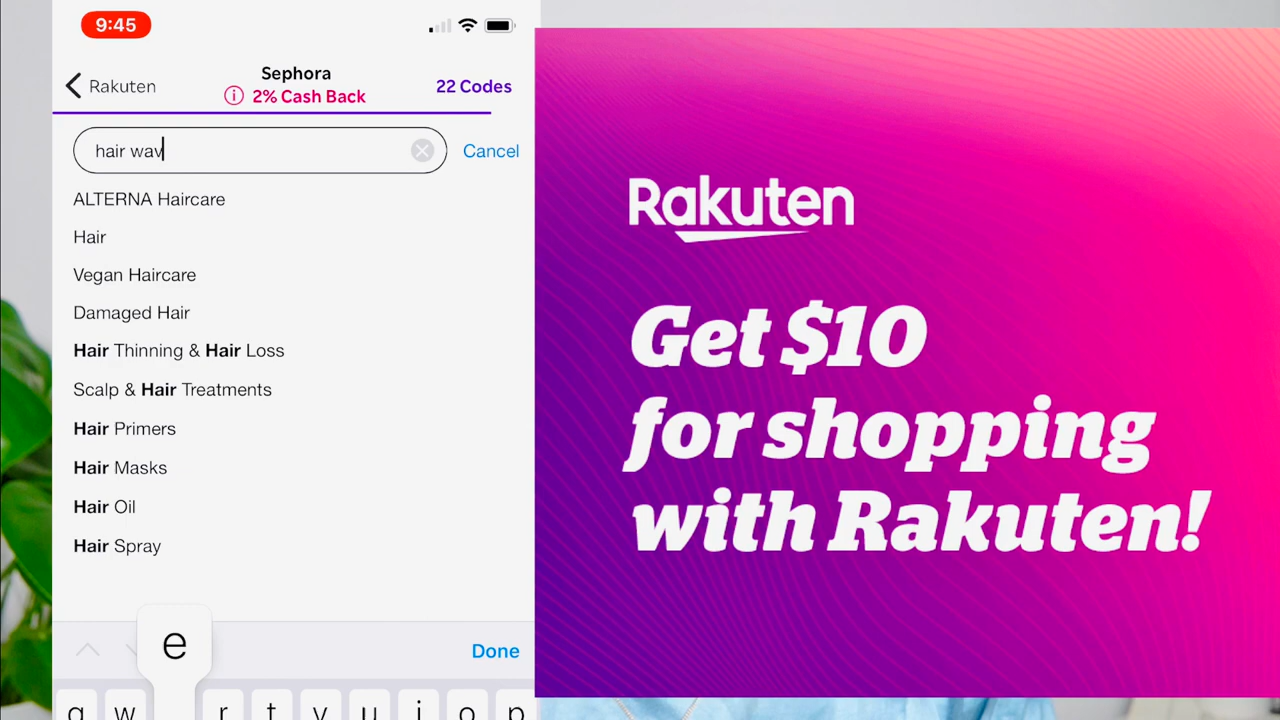 9:45
Rakuten
Sephora
2% Cash Back
22 Codes
hair wav
Cancel
ALTERNA Haircare
Hair
Vegan Haircare
Damaged Hair
Hair Thinning & Hair Loss
Scalp & Hair Treatments
Hair Primers
Hair Masks
Hair Oil
Hair Spray
e
Done
q w r t y u i o p
Rakuten
Get $10
for shopping
with Rakuten!